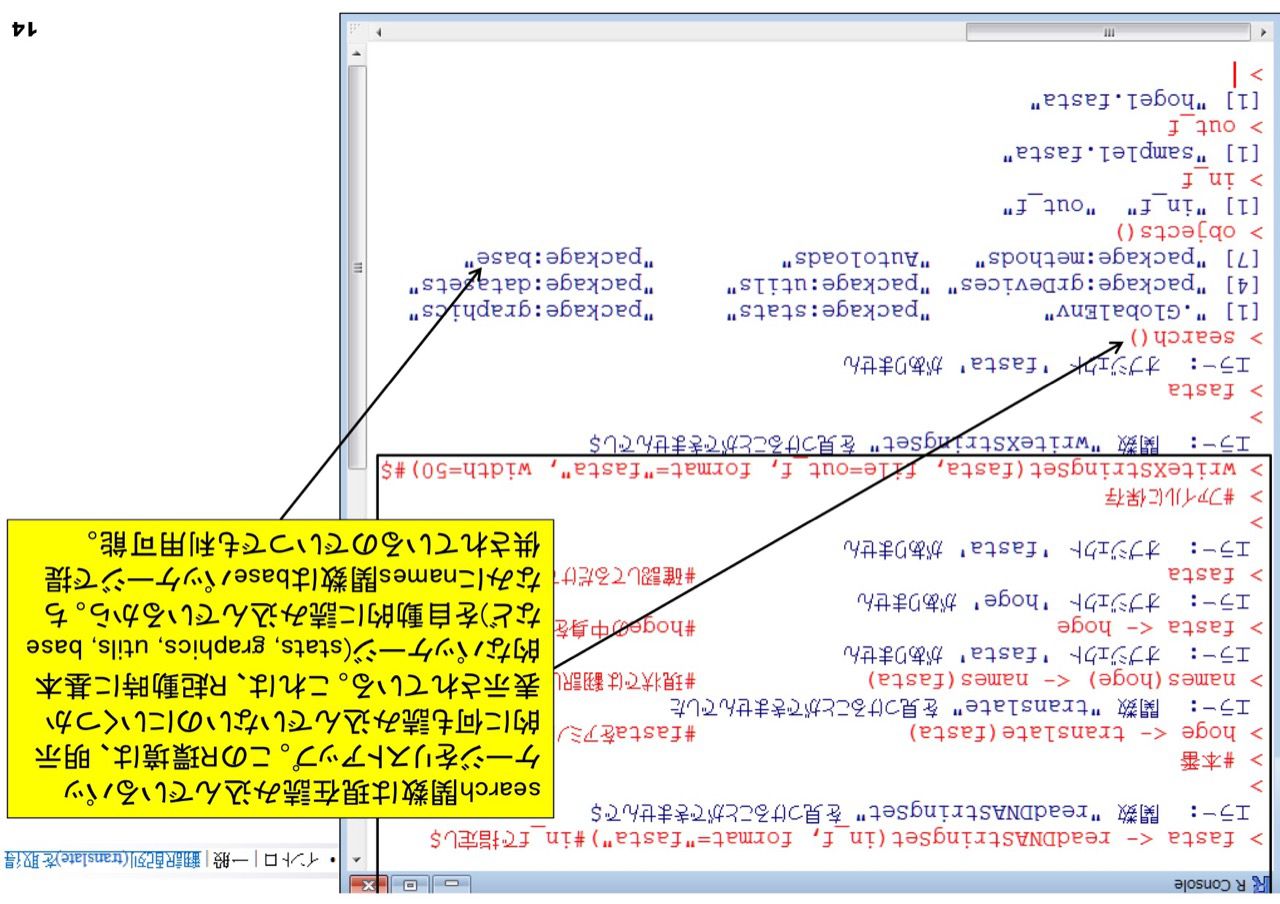 R Console
> fasta <- readDNAStringSet(in_f, format="fasta")#in_fで指定し$
エラー: 関数 "readDNAStringSet" を見つけることができませんで$
>
> #本番
> hoge <- translate(fasta) #fastaをアミノ
エラー: 関数 "translate" を見つけることができませんでした
> names(hoge) <- names(fasta) #現状では翻訳
エラー: オブジェクト 'fasta' がありません
> fasta <- hoge #hogeの中身を
エラー: オブジェクト 'hoge' がありません
> fasta #確認してるだけ
エラー: オブジェクト 'fasta' がありません
>
> #ファイルに保存
> writeXStringSet(fasta, file=out_f, format="fasta", width=50)#$
エラー: 関数 "writeXStringSet" を見つけることができませんでし$
>
> fasta
エラー: オブジェクト 'fasta' がありません
> search()
[1] ".GlobalEnv" "package:stats" "package:graphics"
[4] "package:grDevices" "package:utils" "package:datasets"
[7] "package:methods" "Autoloads" "package:base"
> objects()
[1] "in_f" "out_f"
> in_f
[1] "sample1.fasta"
> out_f
[1] "hoge1.fasta"
>
• イントロ | 一般 | 翻訳配列(translate)を取得
search関数は現在読み込んでいるパッ
ケージをリストアップ。このR環境は、明示
的に何も読み込んでいないのにいくつか
表示されている。これは、R起動時に基本
的なパッケージ(stats, graphics, utils, base
など)を自動的に読み込んでいるから。ち
なみにnames関数はbaseパッケージで提
供されているのでいつでも利用可能。
14